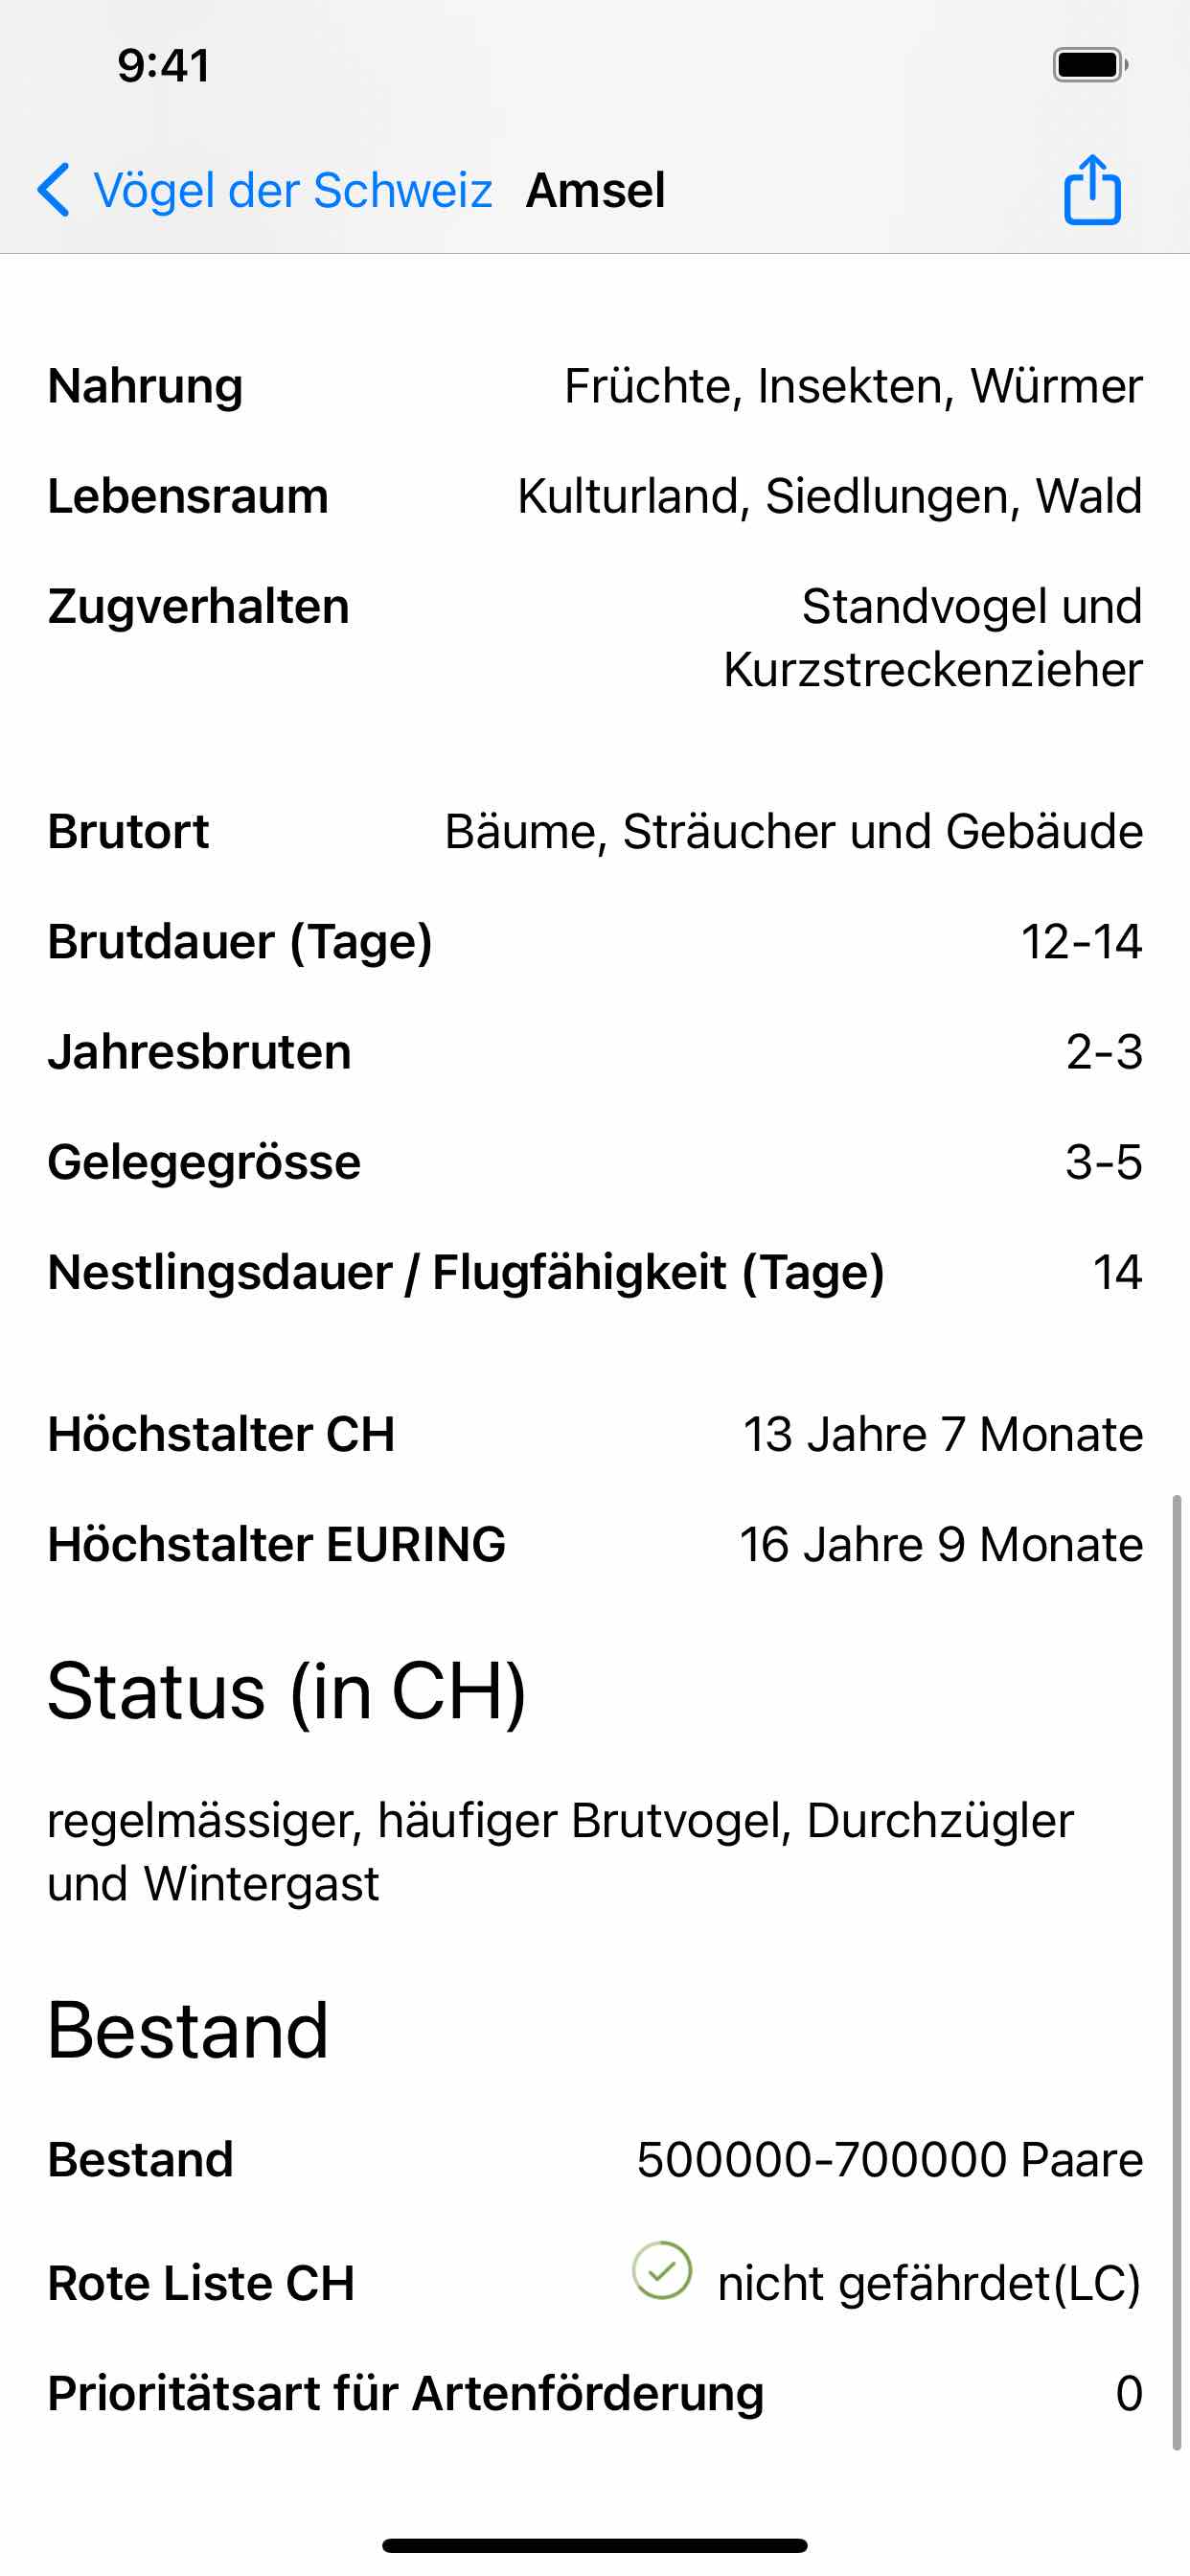 9:41
Vögel der Schweiz Amsel
Nahrung Früchte, Insekten, Würmer
Lebensraum Kulturland, Siedlungen, Wald
Zugverhalten Standvogel und
Kurzstreckenzieher
Brutort Bäume, Sträucher und Gebäude
Brutdauer (Tage) 12-14
Jahresbruten 2-3
Gelegegrösse 3-5
Nestlingsdauer / Flugfähigkeit (Tage) 14
Höchstalter CH 13 Jahre 7 Monate
Höchstalter EURING 16 Jahre 9 Monate
Status (in CH)
regelmässiger, häufiger Brutvogel, Durchzügler
und Wintergast
Bestand
Bestand 500000-700000 Paare
Rote Liste CH nicht gefährdet(LC)
Prioritätsart für Artenförderung 0